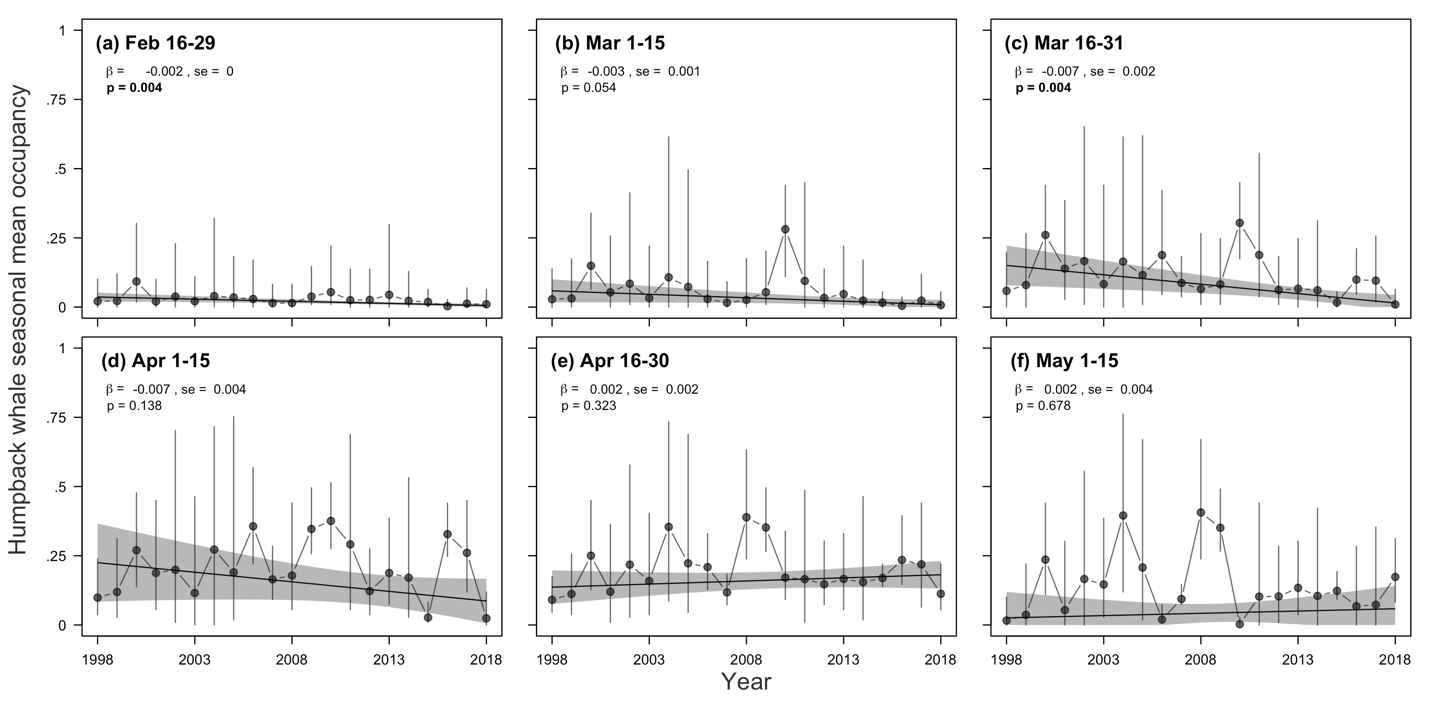 Humpback whale seasonal mean occupancy
(a) Feb 16-29
β = -0.002 , se = 0
p = 0.004
(b) Mar 1-15
β = -0.003 , se = 0.001
p = 0.054
(c) Mar 16-31
β = -0.007 , se = 0.002
p = 0.004
1
.75
.5
.25
0
(d) Apr 1-15
β = -0.007 , se = 0.004
p = 0.138
(e) Apr 16-30
β = 0.002 , se = 0.002
p = 0.323
(f) May 1-15
β = 0.002 , se = 0.004
p = 0.678
1
.75
.5
.25
0
1998 2003 2008 2013 2018
1998 2003 2008 2013 2018
1998 2003 2008 2013 2018
Year